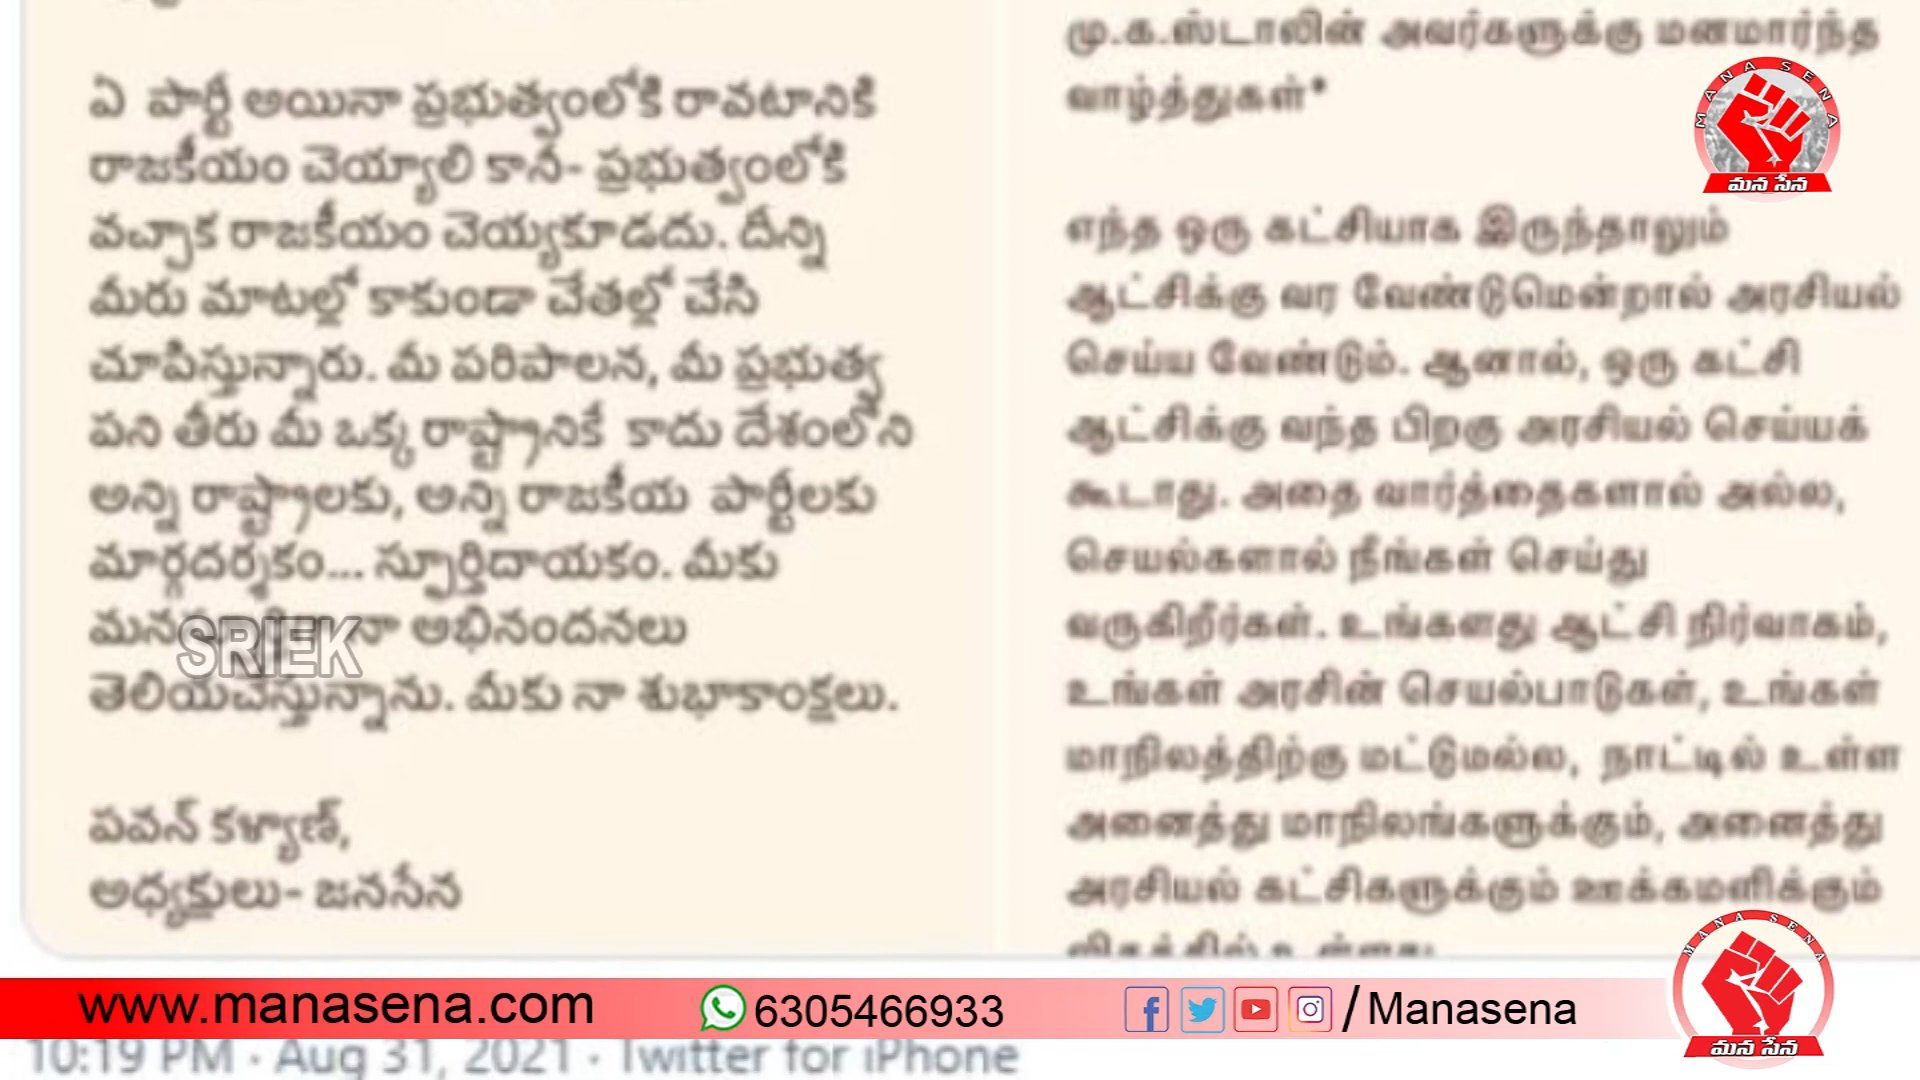 ఏ పార్టీ అయినా ప్రభుత్వంలోకి రావటానికి
రాజకీయం చెయ్యాలి కానీ- ప్రభుత్వంలోకి
వచ్చాక రాజకీయం చెయ్యకూడదు. దీన్ని
మీరు మాటల్లో కాకుండా చేతల్లో చేసి
చూపిస్తున్నారు. మీ పరిపాలన, మీ ప్రభుత్వ
పని తీరు మీ ఒక్క రాష్ట్రానికే కాదు దేశంలోని
అన్ని రాష్ట్రాలకు, అన్ని రాజకీయ పార్టీలకు
మార్గదర్శకం... స్ఫూర్తిదాయకం. మీకు
అభినందనలు
తెలియచేస్తున్నాను. మీకు నా శుభాకాంక్షలు.
పవన్ కళ్యాణ్,
అధ్యక్షులు- జనసేన
SRIEK
மு.க.ஸ்டாலின் அவர்களுக்கு மனமார்ந்த
வாழ்த்துகள்*
எந்த ஒரு கட்சியாக இருந்தாலும்
ஆட்சிக்கு வர வேண்டுமென்றால் அரசியல்
செய்ய வேண்டும். ஆனால், ஒரு கட்சி
ஆட்சிக்கு வந்த பிறகு அரசியல் செய்யக்
கூடாது. அதை வார்த்தைகளால் அல்ல,
செயல்களால் நீங்கள் செய்து
வருகிறீர்கள். உங்களது ஆட்சி நிர்வாகம்,
உங்கள் அரசின் செயல்பாடுகள், உங்கள்
மாநிலத்திற்கு மட்டுமல்ல, நாட்டில் உள்ள
அனைத்து மாநிலங்களுக்கும், அனைத்து
அரசியல் கட்சிகளுக்கும் ஊக்கமளிக்கும்
MANA SENA
మన సేన
www.manasena.com
6305466933
/Manasena
MANA SENA
మన సేన
10:19 PM · Aug 31, 2021 · Twitter for iPhone